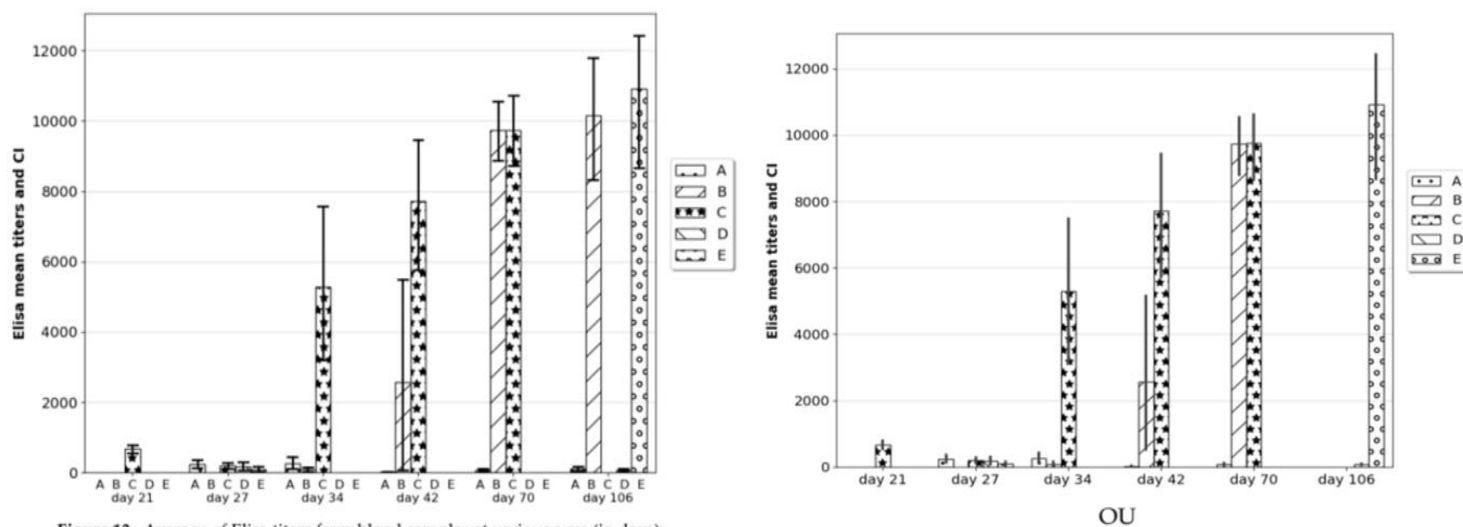 12000
10000
8000
6000
4000
2000
0
Elisa mean titers and CI
A B C D E A B C D E A B C D E A B C D E A B C D E A B C D E
day 21 day 27 day 34 day 42 day 70 day 106
A
B
C
D
E
12000
10000
8000
6000
4000
2000
0
Elisa mean titers and CI
day 21 day 27 day 34 day 42 day 70 day 106
A
B
C
D
E
OU